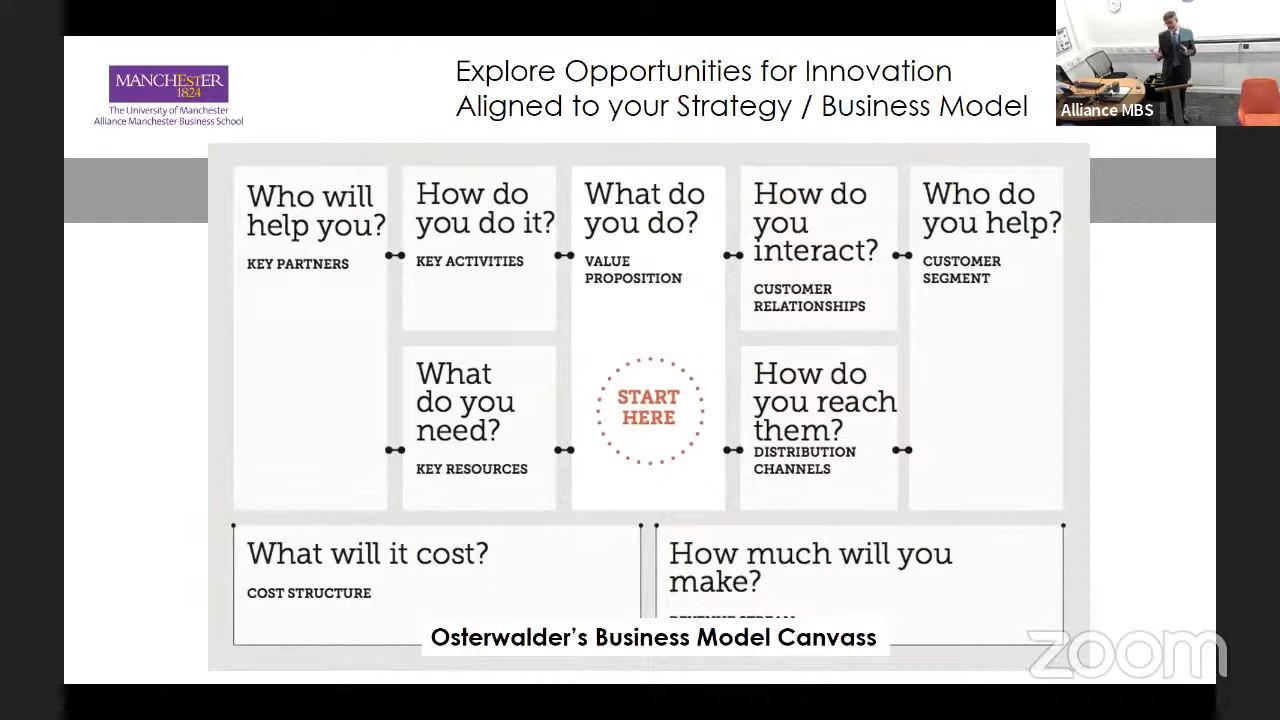 MANCHESTER
1824
The University of Manchester
Alliance Manchester Business School
Explore Opportunities for Innovation
Aligned to your Strategy / Business Model
Alliance MBS
Who will
help you?
KEY PARTNERS
How do
you do it?
KEY ACTIVITIES
What do
you do?
VALUE
PROPOSITION
How do
you
interact?
CUSTOMER
RELATIONSHIPS
Who do
you help?
CUSTOMER
SEGMENT
What
do you
need?
KEY RESOURCES
START
HERE
How do
you reach
them?
DISTRIBUTION
CHANNELS
What will it cost?
COST STRUCTURE
How much will you
make?
REVENUE STREAM
Osterwalder's Business Model Canvass
zoom